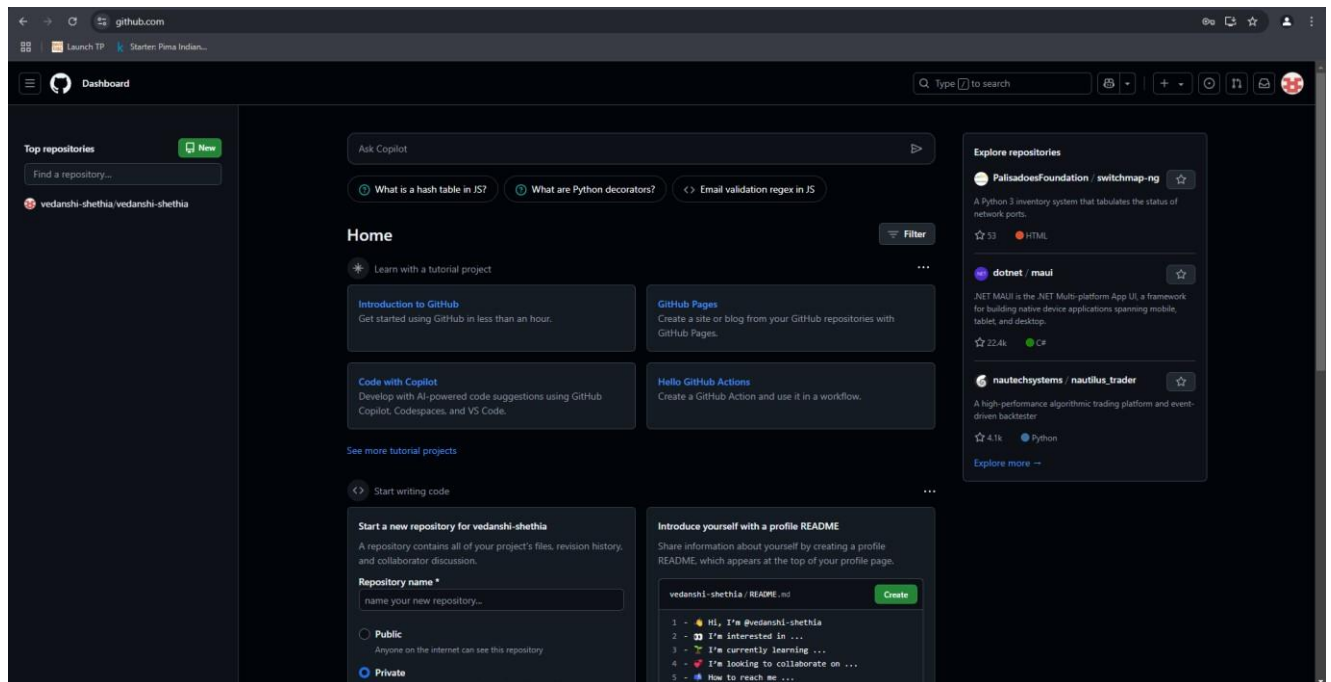 github.com
Launch TP
Starter: Pima Indian...
Dashboard
Type / to search
Top repositories
New
Find a repository...
vedanshi-shethia/vedanshi-shethia
Ask Copilot
What is a hash table in JS?
What are Python decorators?
Email validation regex in JS
Home
Filter
Learn with a tutorial project
Introduction to GitHub
Get started using GitHub in less than an hour.
GitHub Pages
Create a site or blog from your GitHub repositories with
GitHub Pages.
Code with Copilot
Develop with AI-powered code suggestions using GitHub
Copilot, Codespaces, and VS Code.
Hello GitHub Actions
Create a GitHub Action and use it in a workflow.
See more tutorial projects
Start writing code
Start a new repository for vedanshi-shethia
A repository contains all of your project's files, revision history,
and collaborator discussion.
Repository name *
name your new repository...
Public
Anyone on the internet can see this repository
Private
Introduce yourself with a profile README
Share information about yourself by creating a profile
README, which appears at the top of your profile page.
vedanshi-shethia / README.md
Create
1 - 👋 Hi, I'm @vedanshi-shethia
2 - 👀 I'm interested in ...
3 - 🌱 I'm currently learning ...
4 - 💞️ I'm looking to collaborate on ...
5 - 📫 How to reach me ...
Explore repositories
PalisadoesFoundation / switchmap-ng
A Python 3 inventory system that tabulates the status of
network ports.
53
HTML
dotnet / maui
.NET MAUI is the .NET Multi-platform App UI, a framework
for building native device applications spanning mobile,
tablet, and desktop.
22.4k
C#
nautechsystems / nautilus_trader
A high-performance algorithmic trading platform and event-
driven backtester
4.1k
Python
Explore more →